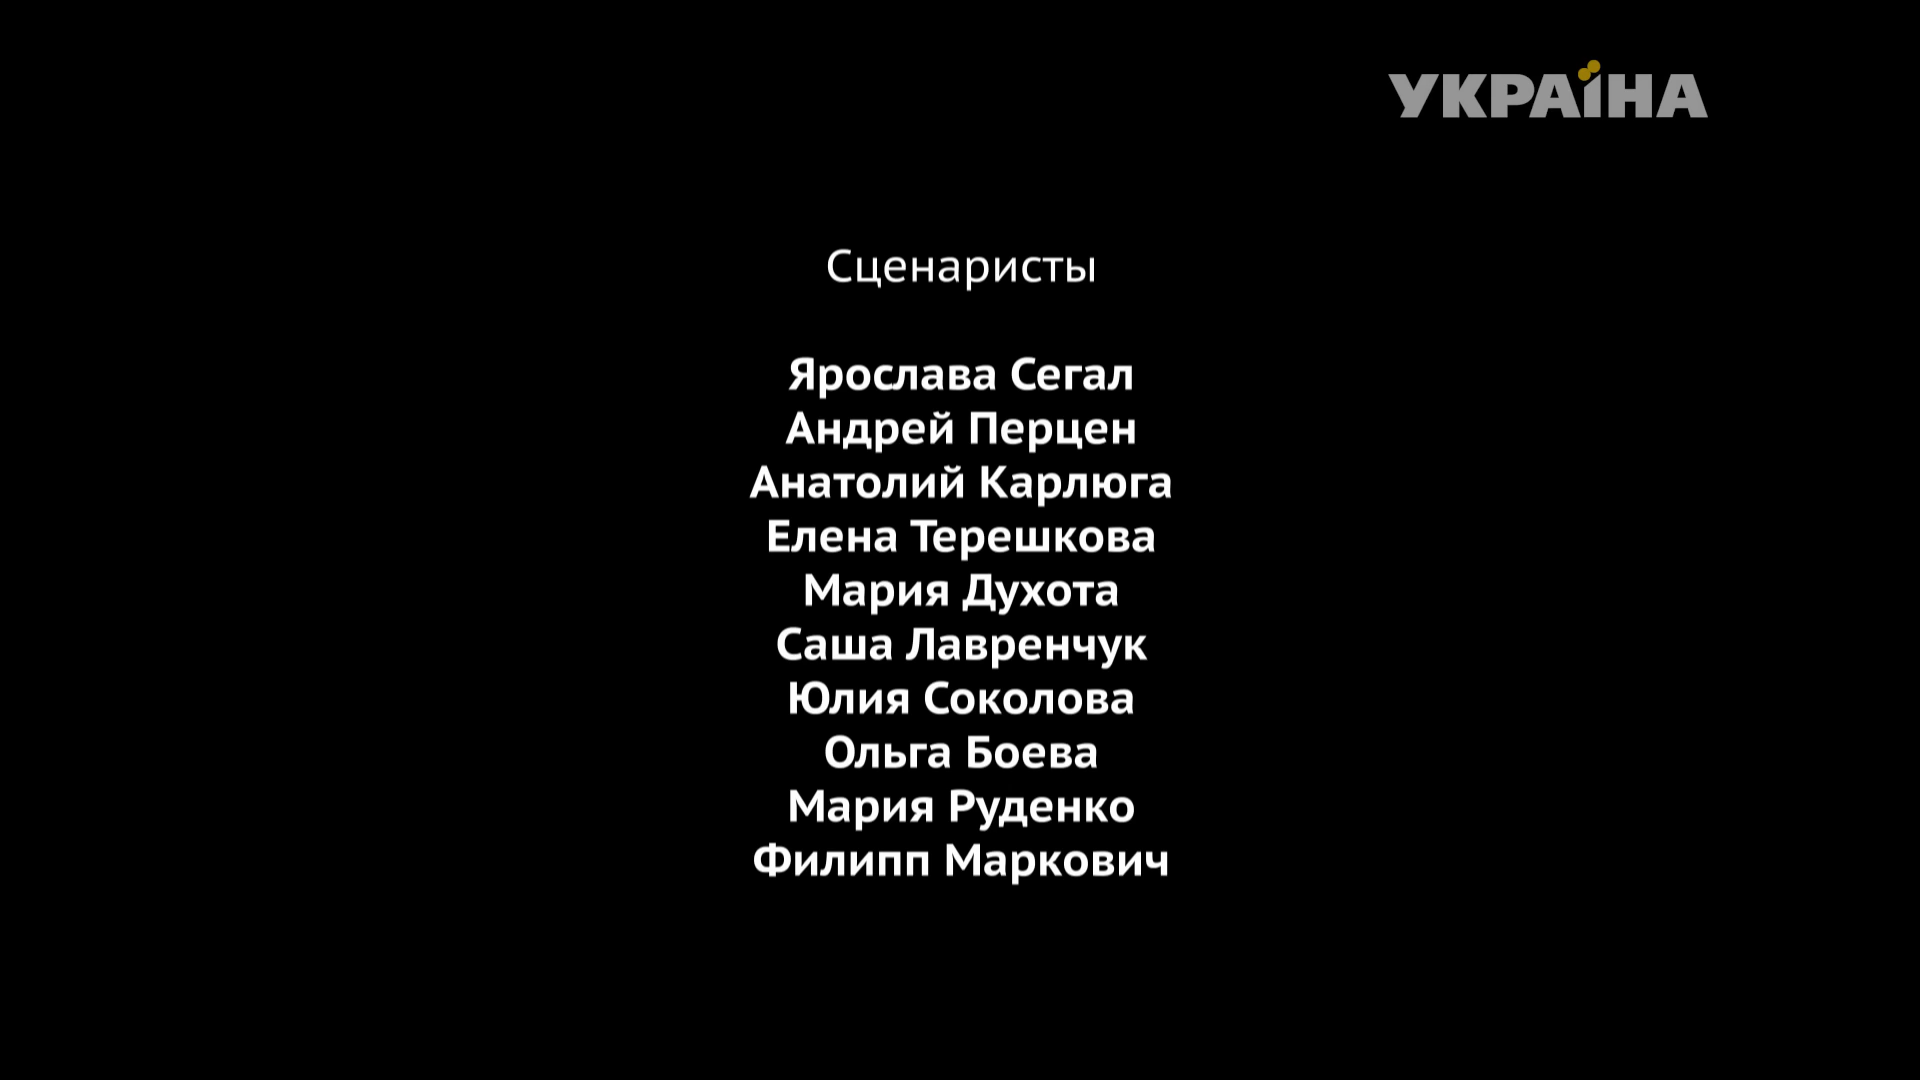 УКРАЇНА
Сценаристы
Ярослава Сегал
Андрей Перцен
Анатолий Карлюга
Елена Терешкова
Мария Духота
Саша Лавренчук
Юлия Соколова
Ольга Боева
Мария Руденко
Филипп Маркович